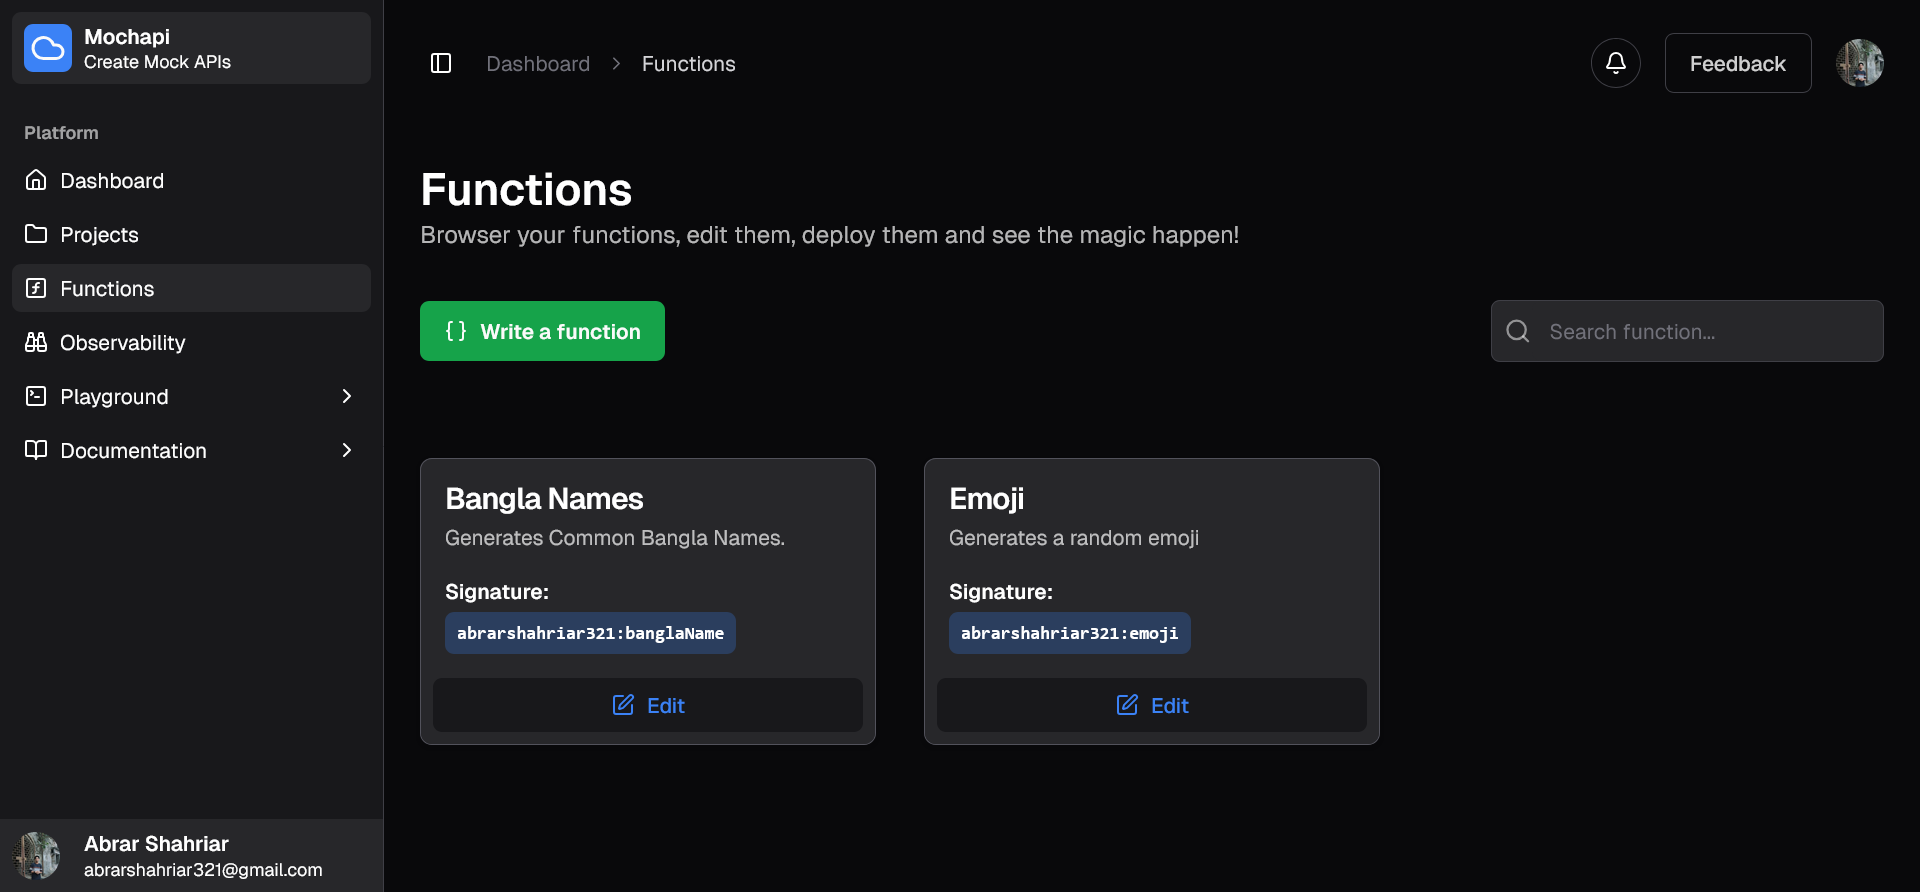 Mochapi
Create Mock APIs
Platform
Dashboard
Projects
Functions
Observability
Playground
Documentation
Abrar Shahriar
abrarshahriar321@gmail.com
Dashboard > Functions
Feedback
Functions
Browser your functions, edit them, deploy them and see the magic happen!
{ } Write a function
Search function...
Bangla Names
Generates Common Bangla Names.
Signature:
abrarshahriar321:banglaName
Edit
Emoji
Generates a random emoji
Signature:
abrarshahriar321:emoji
Edit